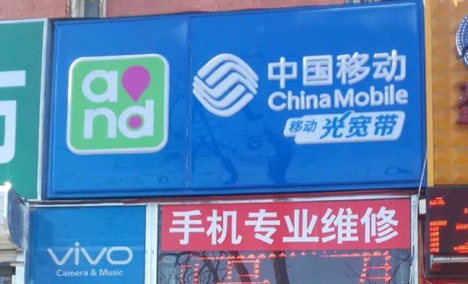 and
中国移动
China Mobile
移动 光宽带
手机专业维修
vivo
Camera & Music